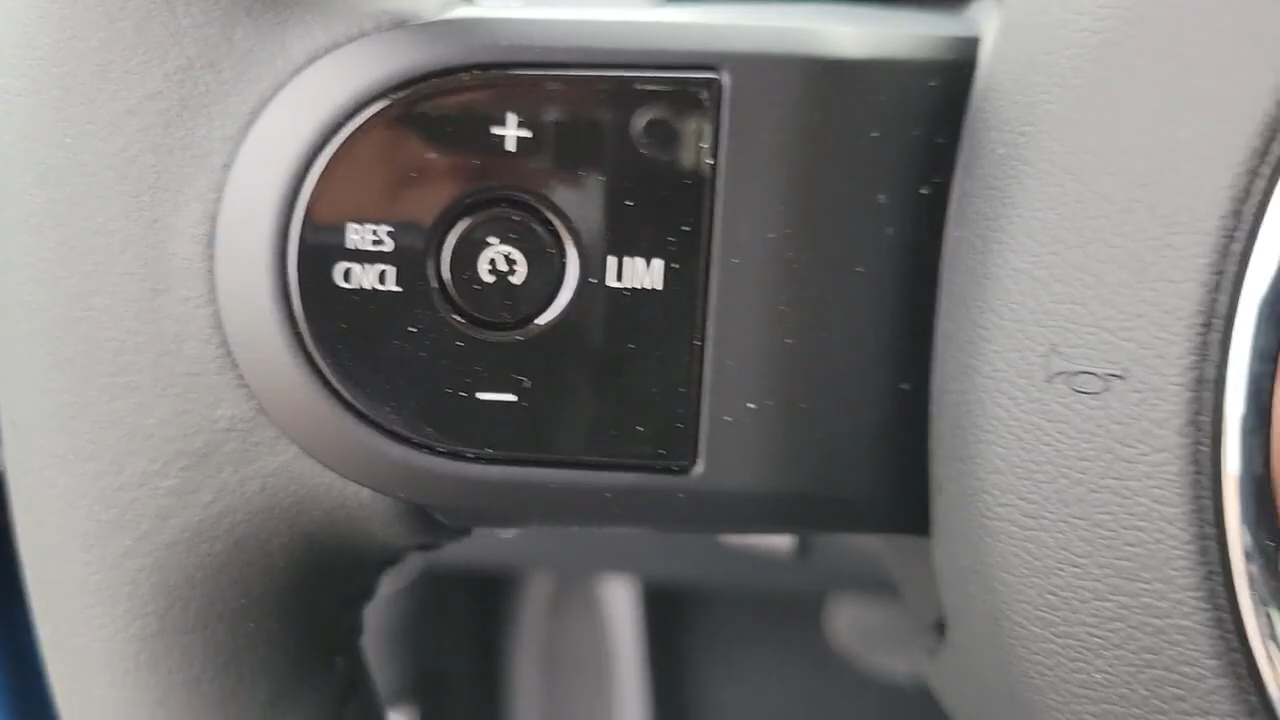 +
RES
CNCL
LIM
–